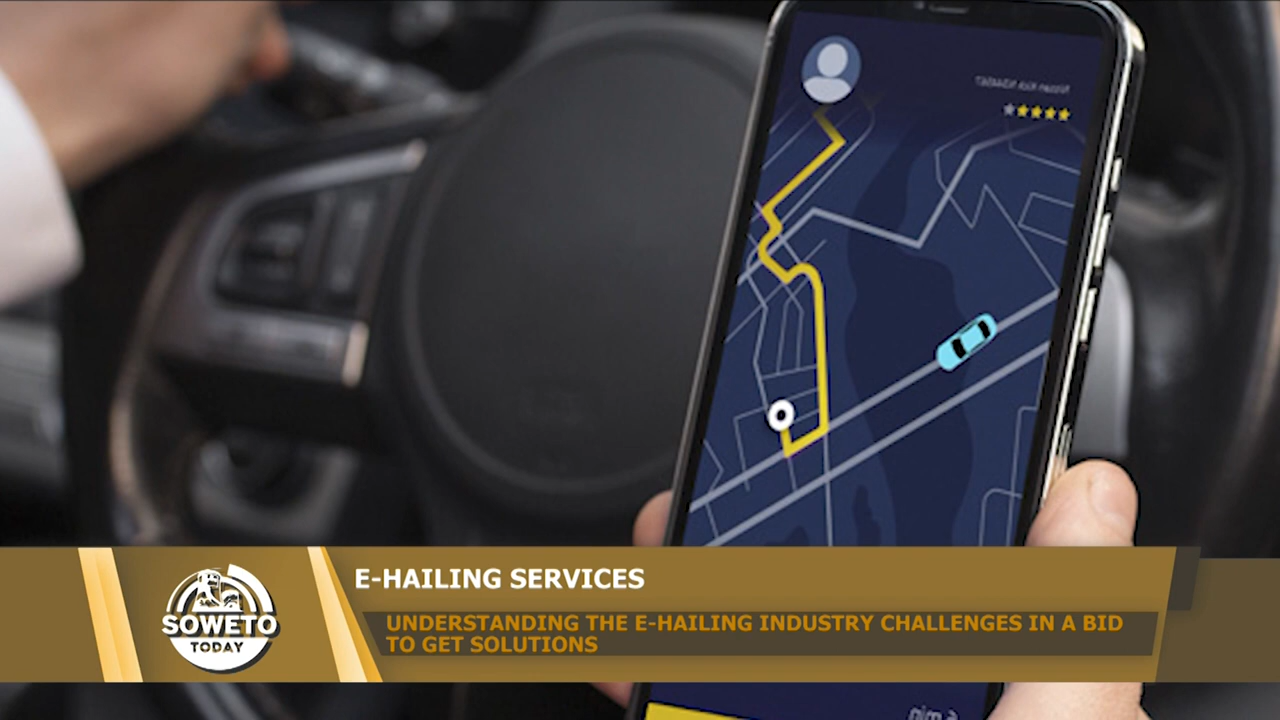 E-HAILING SERVICES
UNDERSTANDING THE E-HAILING INDUSTRY CHALLENGES IN A BID
TO GET SOLUTIONS
SOWETO
TODAY